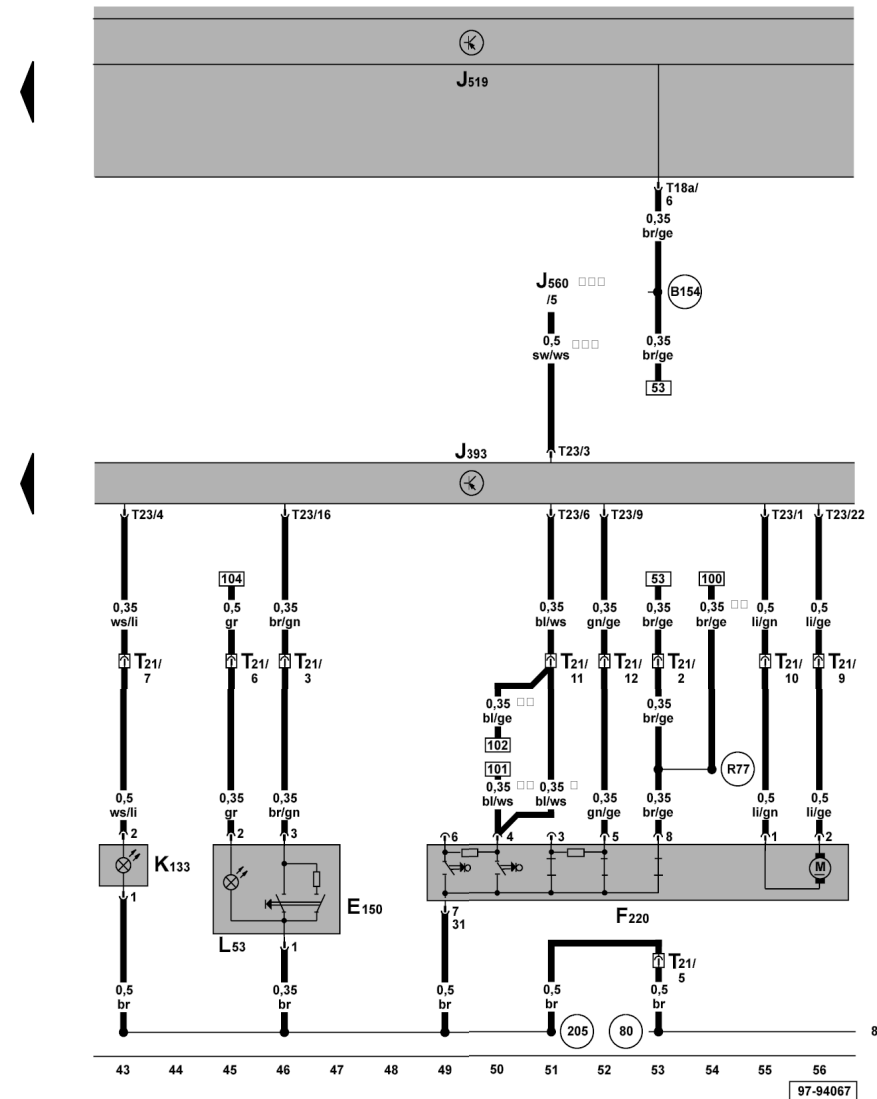 J519
T18a/
6
0,35
br/ge
J560
/5
B154
0,5
sw/ws
0,35
br/ge
53
J393
T23/3
T23/4
T23/16
T23/6
T23/9
T23/1
T23/22
104
53
100
0,35
ws/li
0,5
gr
0,35
br/gn
0,35
bl/ws
0,35
gn/ge
0,35
br/ge
0,35
br/ge
0,5
li/gn
0,5
li/ge
T21/
7
T21/
6
T21/
3
T21/
11
T21/
12
T21/
2
T21/
10
T21/
9
0,35
bl/ge
0,35
br/ge
102
101
R77
0,5
ws/li
0,35
gr
0,35
br/gn
0,35
bl/ws
0,35
bl/ws
0,35
gn/ge
0,35
br/ge
0,5
li/gn
0,5
li/ge
2
2
3
6
4
3
5
8
1
2
K133
M
1
E150
L53
1
7
31
F220
T21/
5
0,5
br
0,35
br
0,5
br
0,5
br
0,5
br
205
80
8
43 44 45 46 47 48 49 50 51 52 53 54 55 56
97-94067